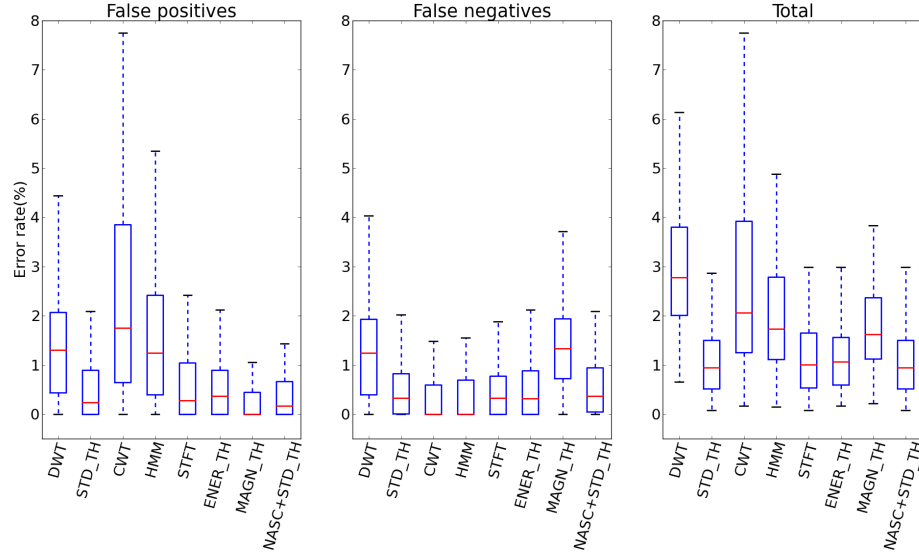 False positives
False negatives
Total
Error rate(%)
8
7
6
5
4
3
2
1
0
DWT
STD_TH
CWT
HMM
STFT
ENER_TH
MAGN_TH
NASC+STD_TH
8
7
6
5
4
3
2
1
0
DWT
STD_TH
CWT
HMM
STFT
ENER_TH
MAGN_TH
NASC+STD_TH
8
7
6
5
4
3
2
1
0
DWT
STD_TH
CWT
HMM
STFT
ENER_TH
MAGN_TH
NASC+STD_TH